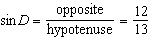 sin D = opposite / hypotenuse = 12 / 13